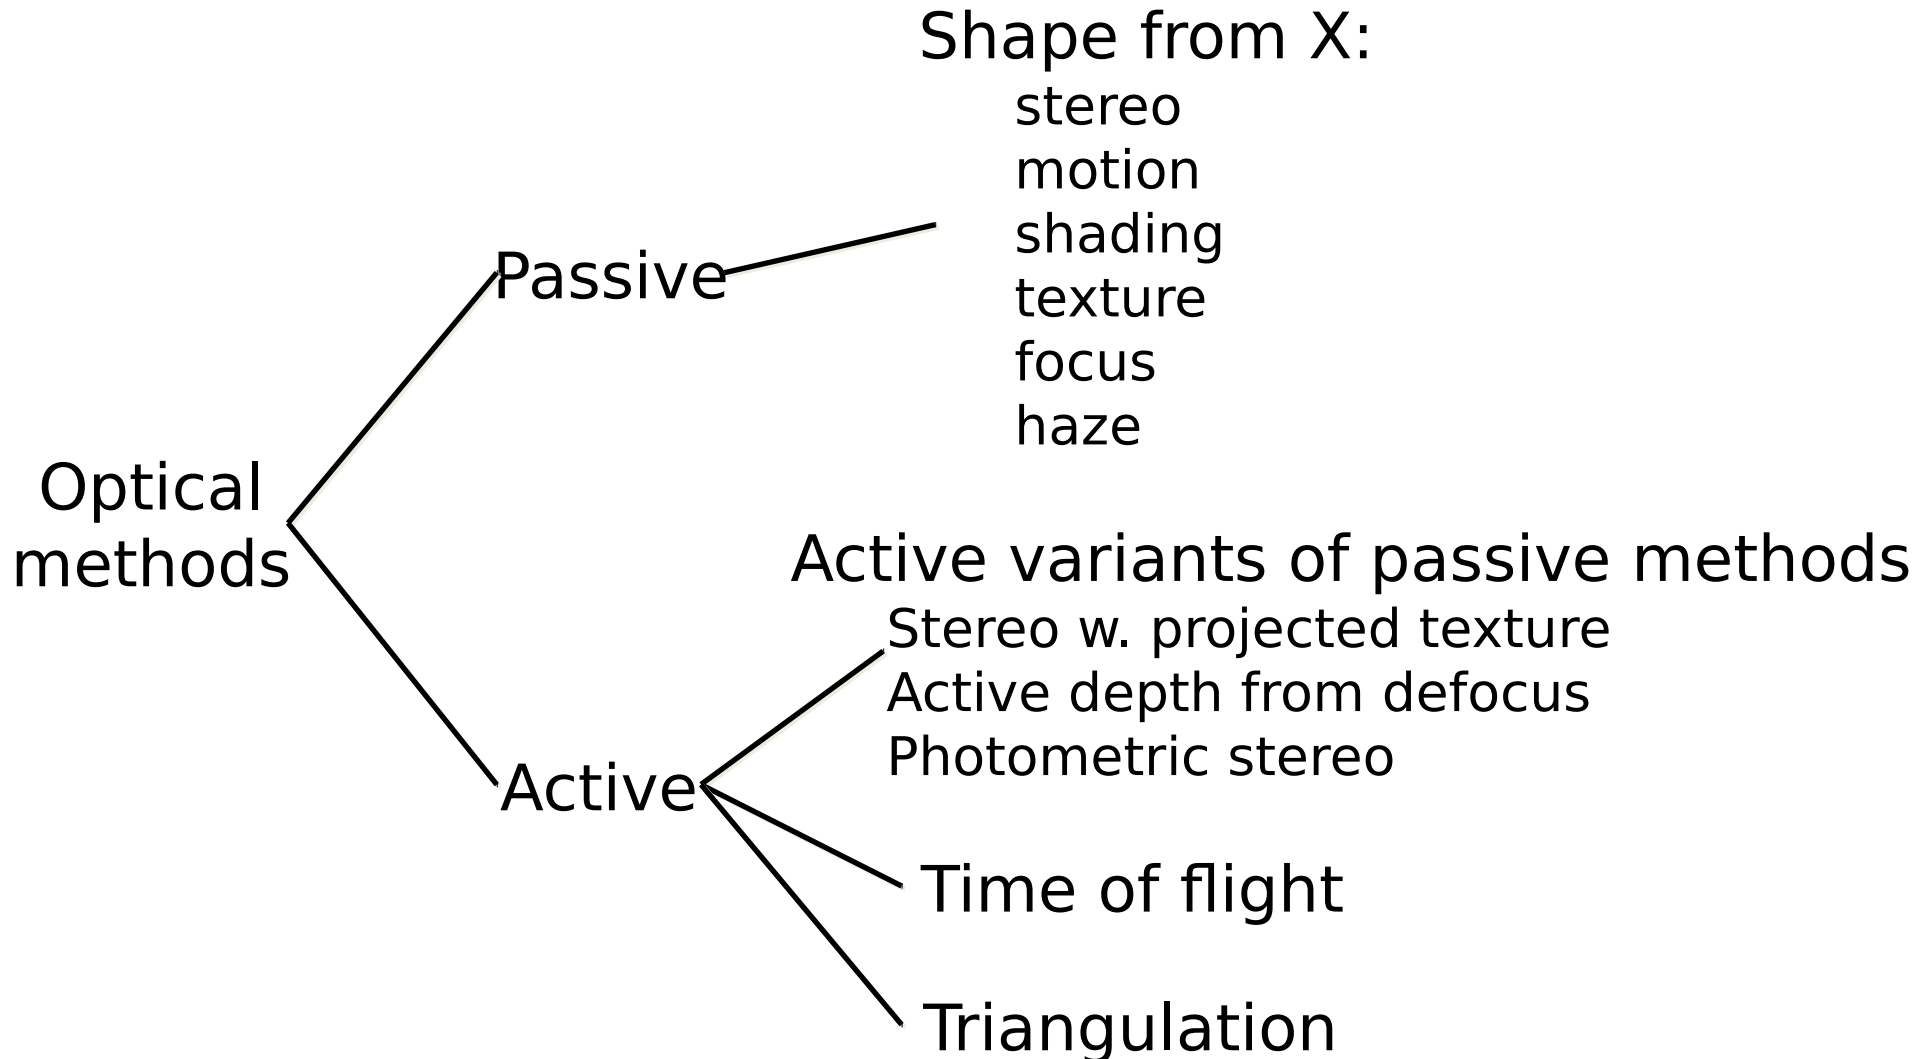 Shape from X:
stereo
motion
shading
texture
focus
haze
Passive
Optical
methods
Active variants of passive methods
Stereo w. projected texture
Active depth from defocus
Photometric stereo
Active
Time of flight
Triangulation